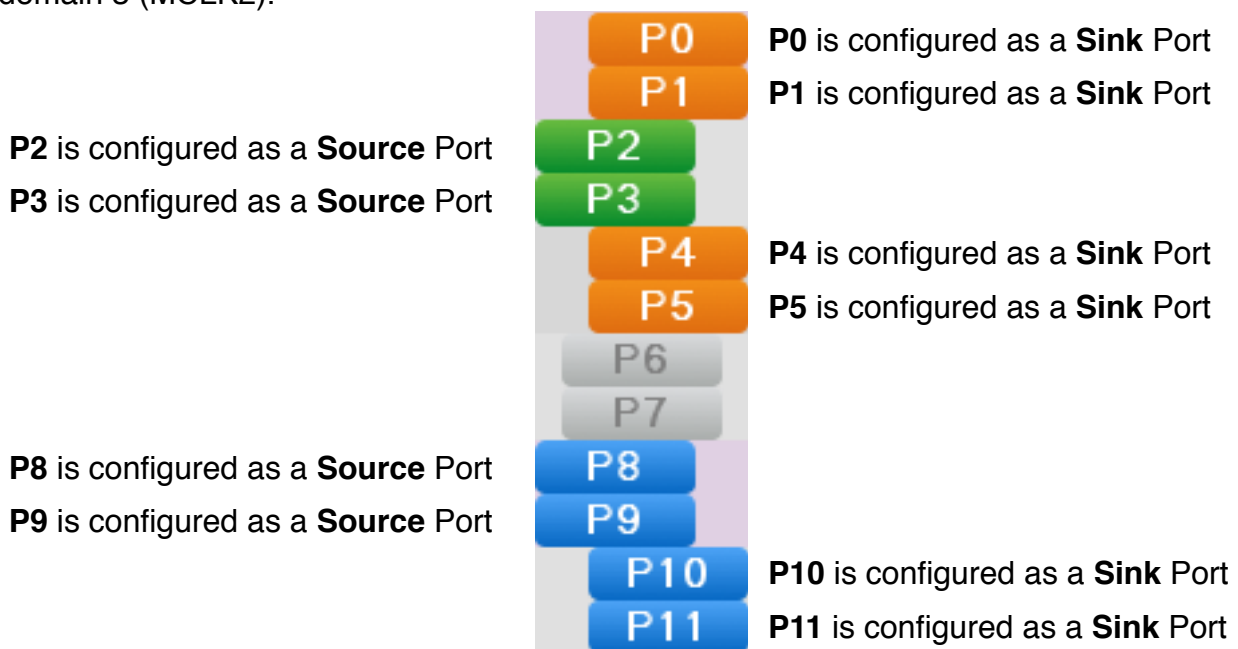 P0 P0 is configured as a Sink Port
P1 P1 is configured as a Sink Port
P2 is configured as a Source Port P2
P3 is configured as a Source Port P3
P4 P4 is configured as a Sink Port
P5 P5 is configured as a Sink Port
P6
P7
P8 is configured as a Source Port P8
P9 is configured as a Source Port P9
P10 P10 is configured as a Sink Port
P11 P11 is configured as a Sink Port